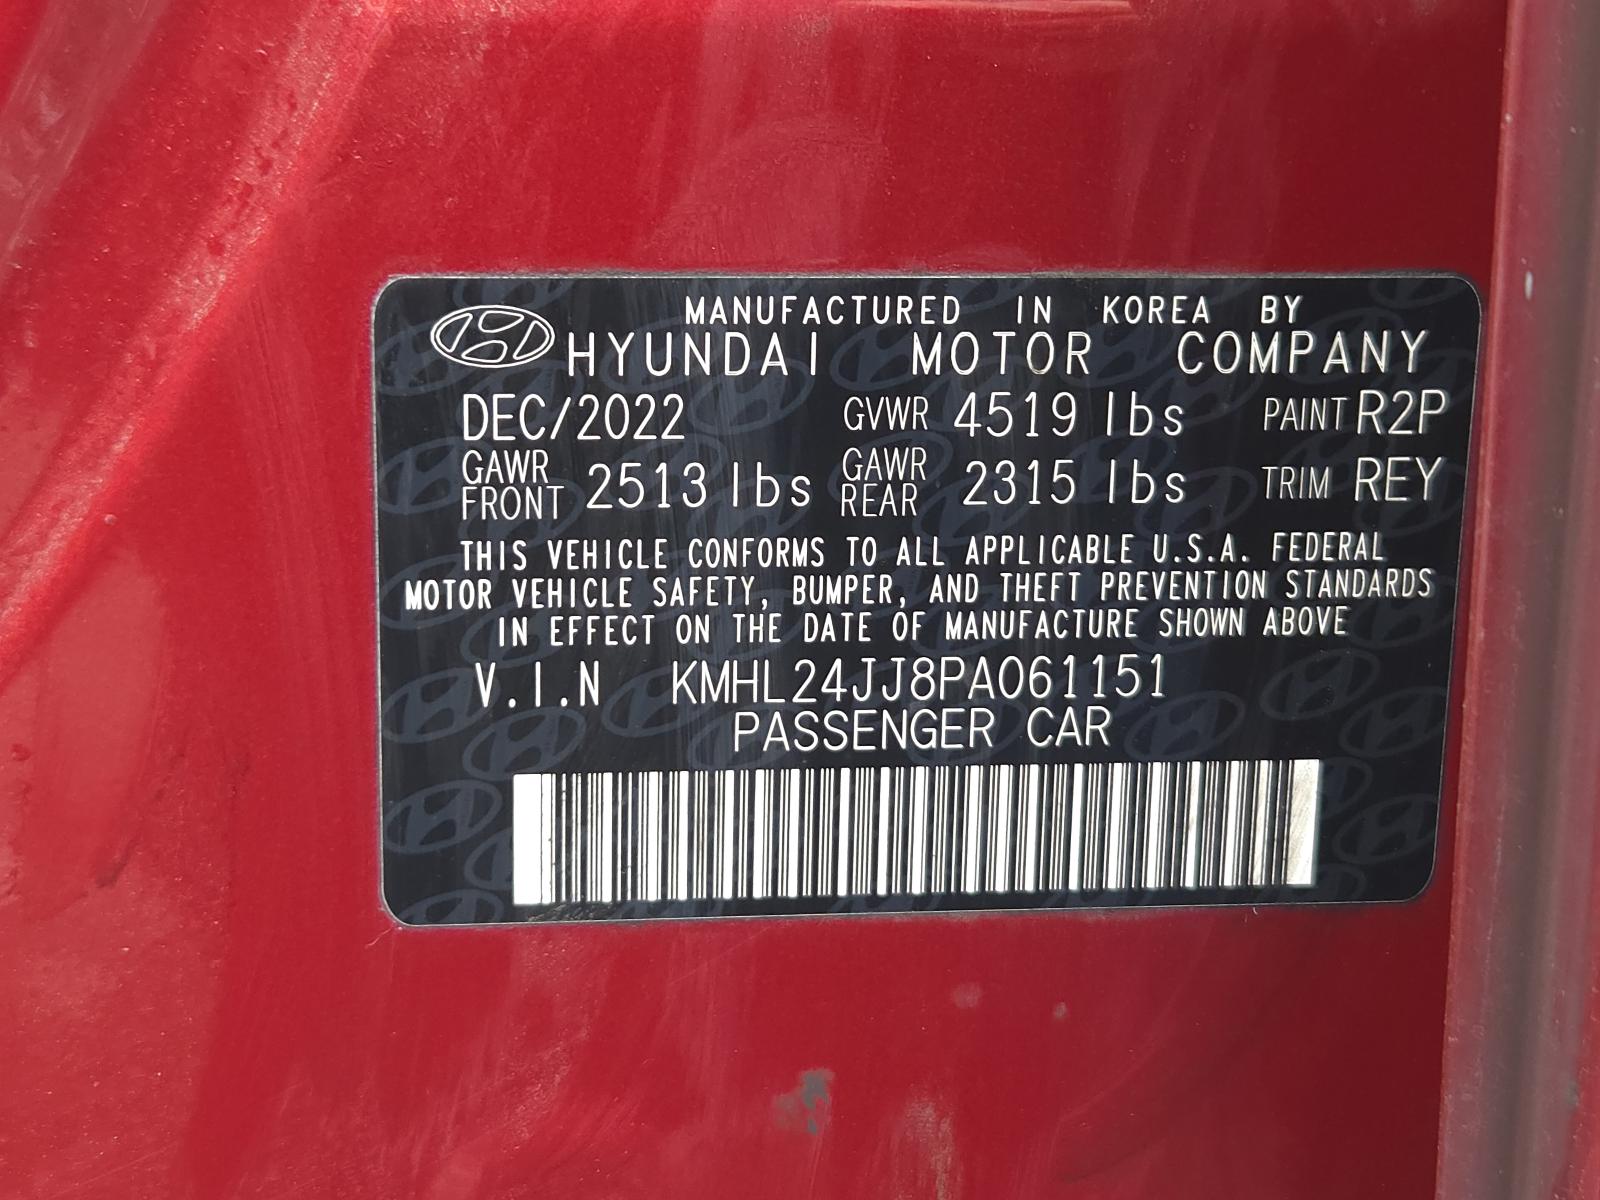 MANUFACTURED IN KOREA BY
HYUNDAI MOTOR COMPANY
DEC/2022 GVWR 4519 lbs PAINT R2P
GAWR FRONT 2513 lbs GAWR REAR 2315 lbs TRIM REY
THIS VEHICLE CONFORMS TO ALL APPLICABLE U.S.A. FEDERAL
MOTOR VEHICLE SAFETY, BUMPER, AND THEFT PREVENTION STANDARDS
IN EFFECT ON THE DATE OF MANUFACTURE SHOWN ABOVE
V.I.N KMHL24JJ8PA061151
PASSENGER CAR